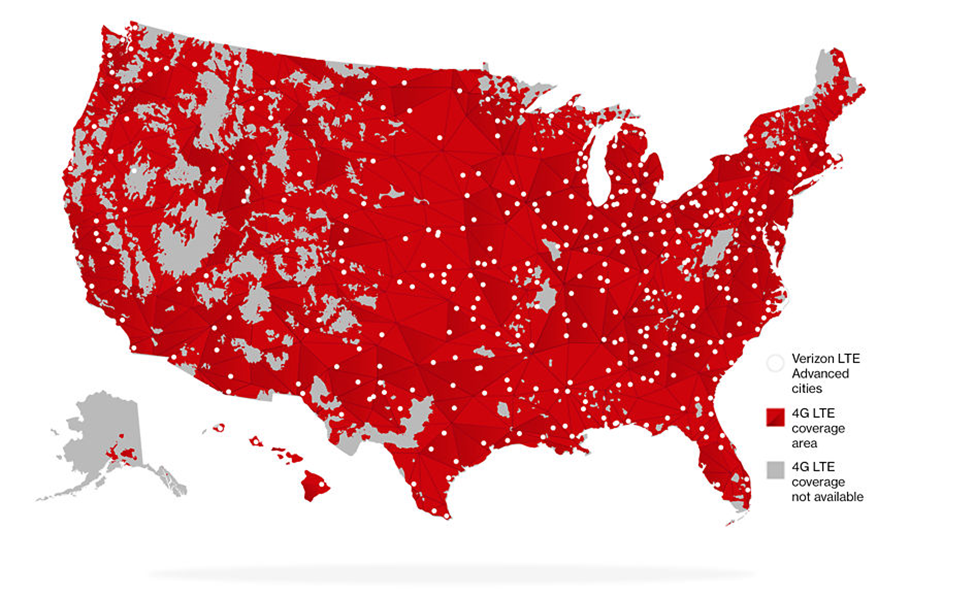 Verizon LTE
Advanced
cities
4G LTE
coverage
area
4G LTE
coverage
not available